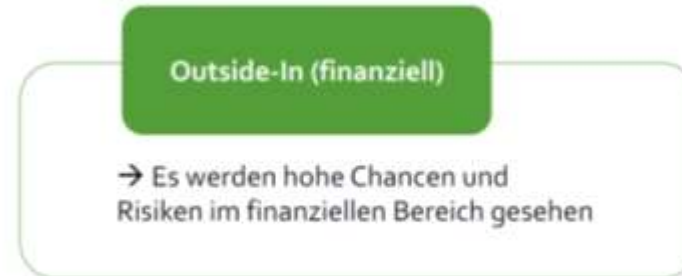 Outside-In (finanziell)
→ Es werden hohe Chancen und
Risiken im finanziellen Bereich gesehen